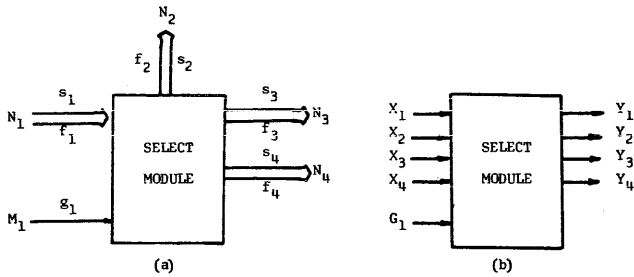 N2
f2 s2
s1 s3
N1 N3
f1 f3
SELECT
MODULE
s4
N4
f4
g1
M1
(a)
X1 Y1
X2 Y2
X3 SELECT Y3
X4 MODULE Y4
G1
(b)